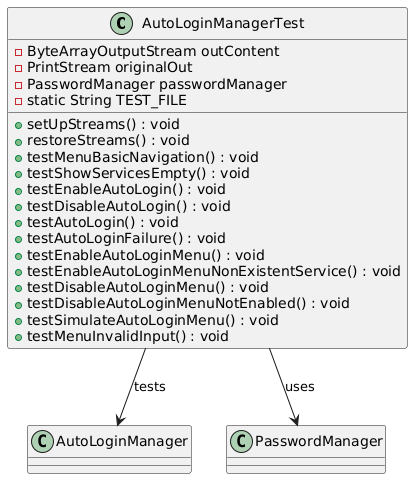 C AutoLoginManagerTest
ByteArrayOutputStream outContent
PrintStream originalOut
PasswordManager passwordManager
static String TEST_FILE
setUpStreams() : void
restoreStreams() : void
testMenuBasicNavigation() : void
testShowServicesEmpty() : void
testEnableAutoLogin() : void
testDisableAutoLogin() : void
testAutoLogin() : void
testAutoLoginFailure() : void
testEnableAutoLoginMenu() : void
testEnableAutoLoginMenuNonExistentService() : void
testDisableAutoLoginMenu() : void
testDisableAutoLoginMenuNotEnabled() : void
testSimulateAutoLoginMenu() : void
testMenuInvalidInput() : void
tests
uses
C AutoLoginManager
C PasswordManager